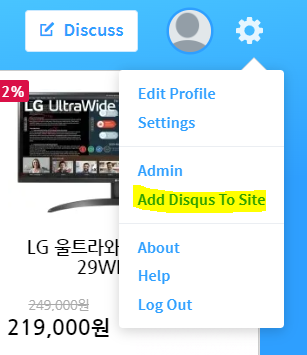 Discuss
2%
LG UltraWide
Edit Profile
Settings
Admin
Add Disqus To Site
About
Help
Log Out
LG 울트라와
29W
249,000원
219,000원